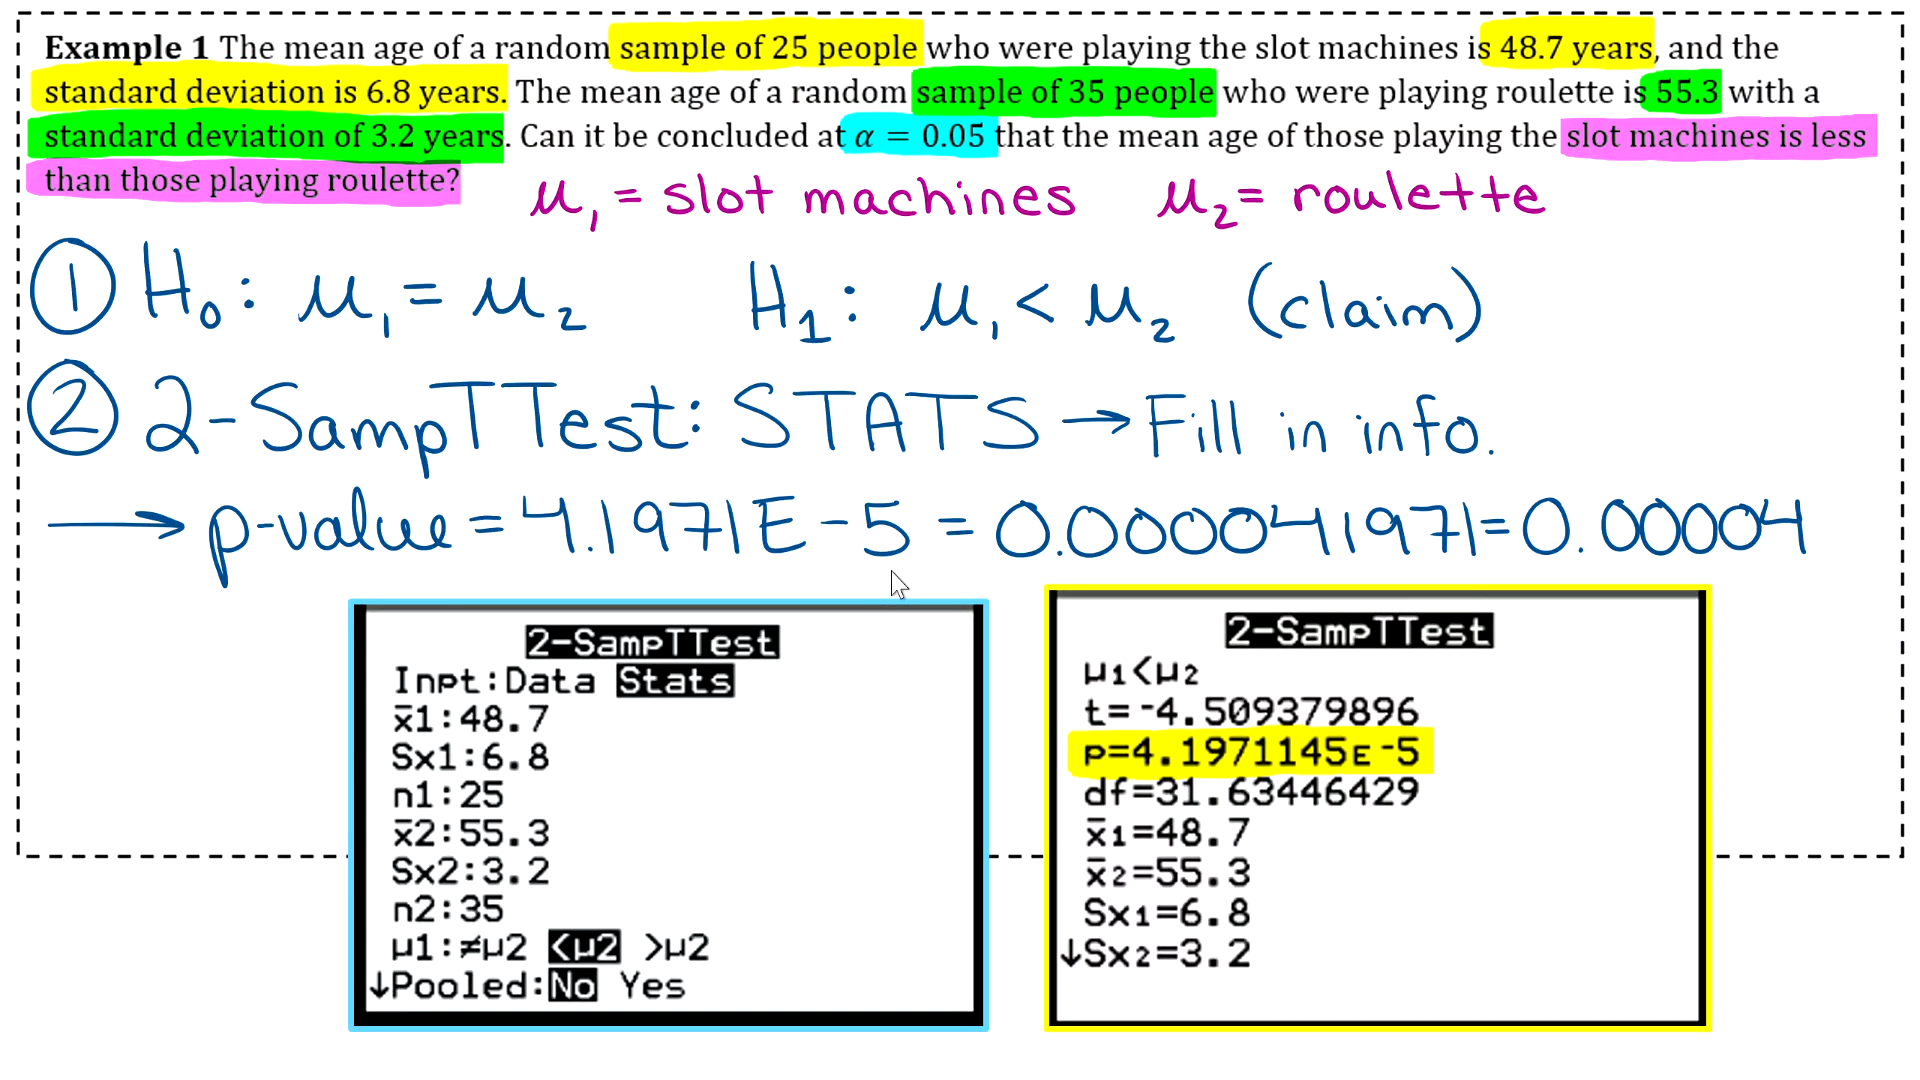 Example 1 The mean age of a random sample of 25 people who were playing the slot machines is 48.7 years, and the
standard deviation is 6.8 years. The mean age of a random sample of 35 people who were playing roulette is 55.3 with a
standard deviation of 3.2 years. Can it be concluded at α = 0.05 that the mean age of those playing the slot machines is less
than those playing roulette?
μ₁ = slot machines μ₂ = roulette
① H₀: μ₁ = μ₂ H₁: μ₁ < μ₂ (claim)
② 2-SampTTest: STATS → Fill in info.
→ p-value = 4.1971E-5 = 0.000041971 = 0.00004
2-SampTTest
Inpt:Data Stats
x̄1:48.7
Sx1:6.8
n1:25
x̄2:55.3
Sx2:3.2
n2:35
μ1:≠μ2 <μ2 >μ2
↓Pooled:No Yes
2-SampTTest
μ1<μ2
t=-4.509379896
p=4.1971145E-5
df=31.63446429
x̄1=48.7
x̄2=55.3
Sx1=6.8
↓Sx2=3.2